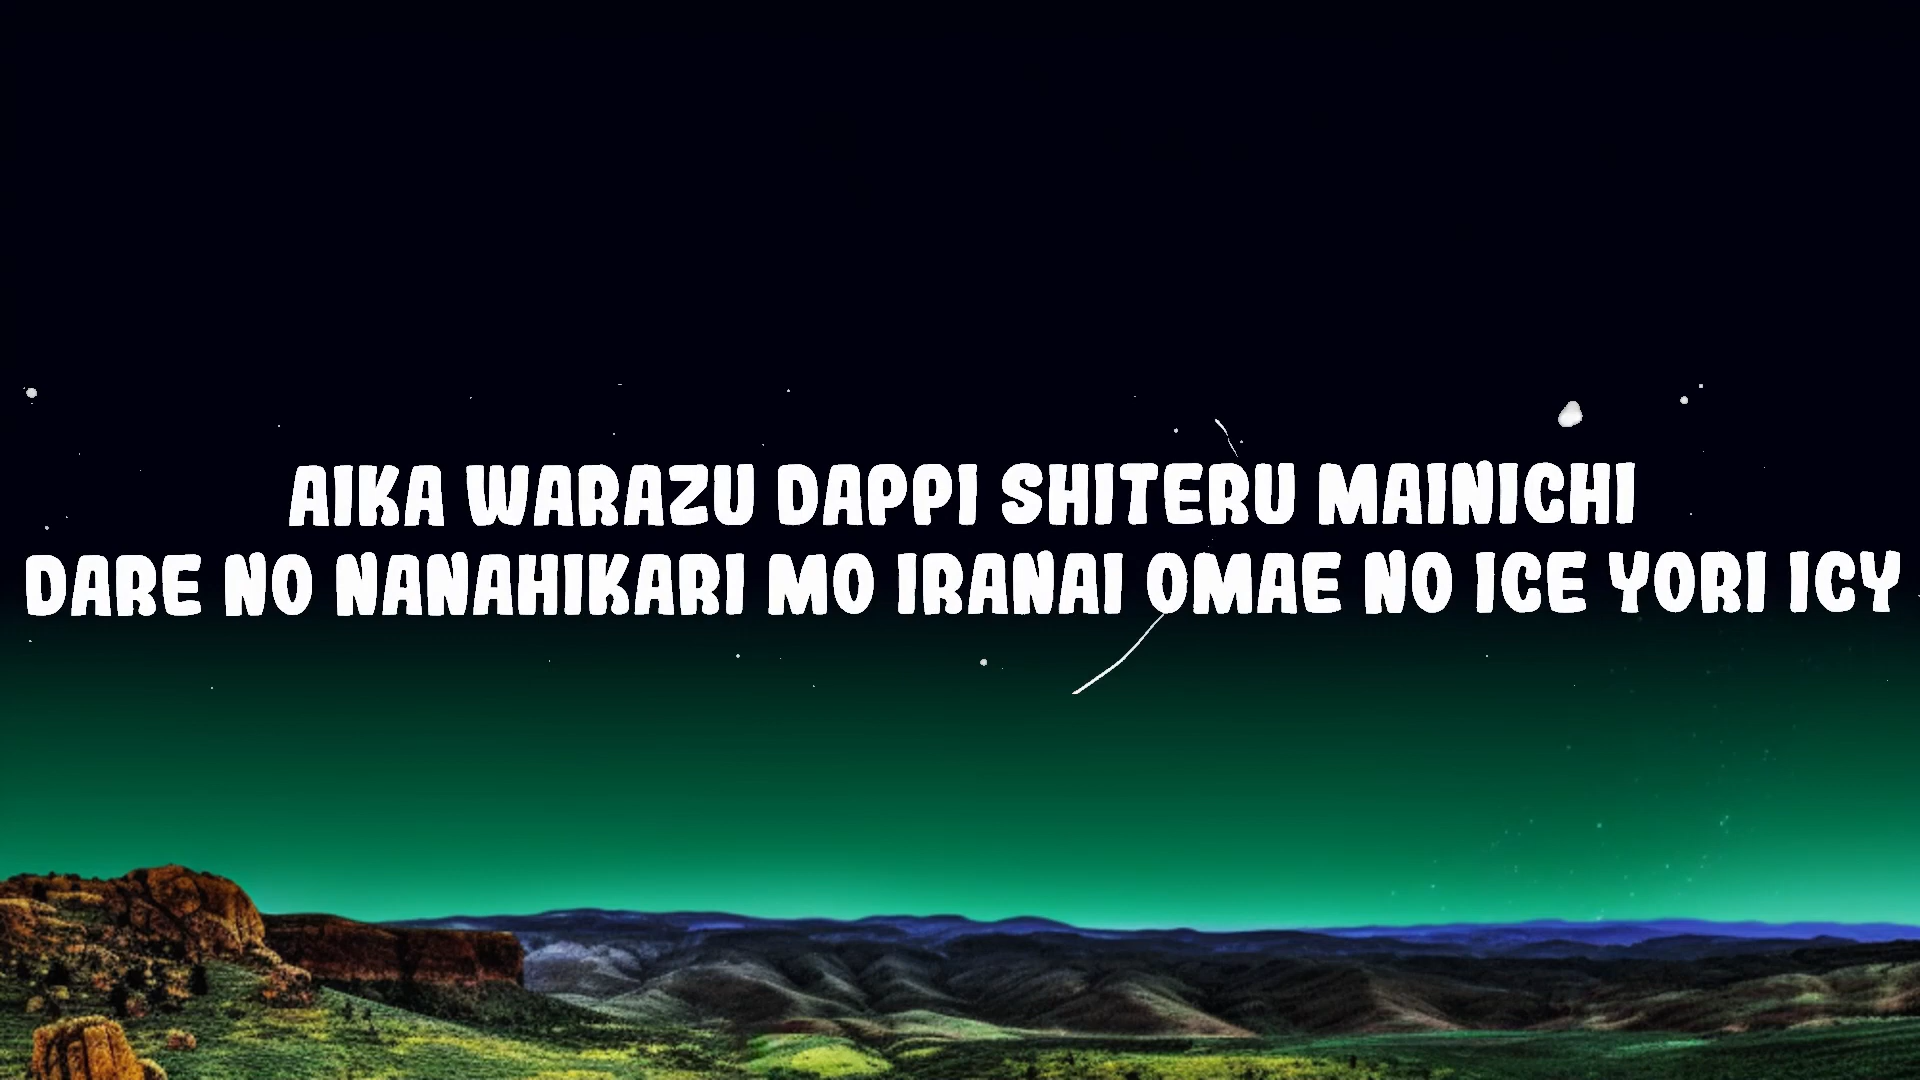 AIKA WARAZU DAPPI SHITERU MAINICHI
DARE NO NANAHIKARI MO IRANAI OMAE NO ICE YORI ICY